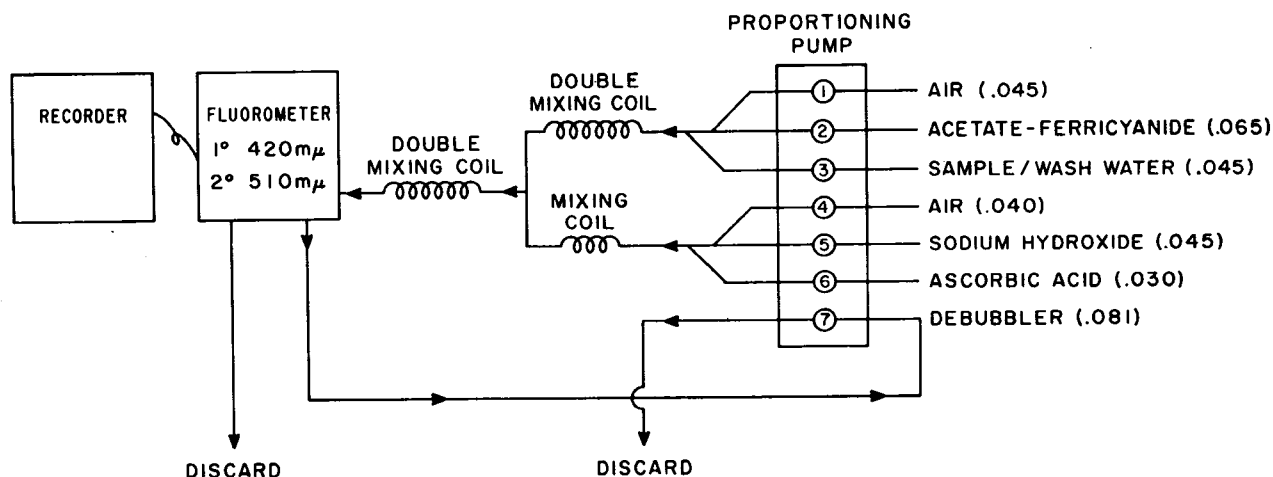 PROPORTIONING
PUMP
RECORDER
FLUOROMETER
1° 420mμ
2° 510mμ
DOUBLE
MIXING COIL
DOUBLE
MIXING COIL
MIXING
COIL
1
AIR (.045)
2
ACETATE-FERRICYANIDE (.065)
3
SAMPLE/WASH WATER (.045)
4
AIR (.040)
5
SODIUM HYDROXIDE (.045)
6
ASCORBIC ACID (.030)
7
DEBUBBLER (.081)
DISCARD
DISCARD